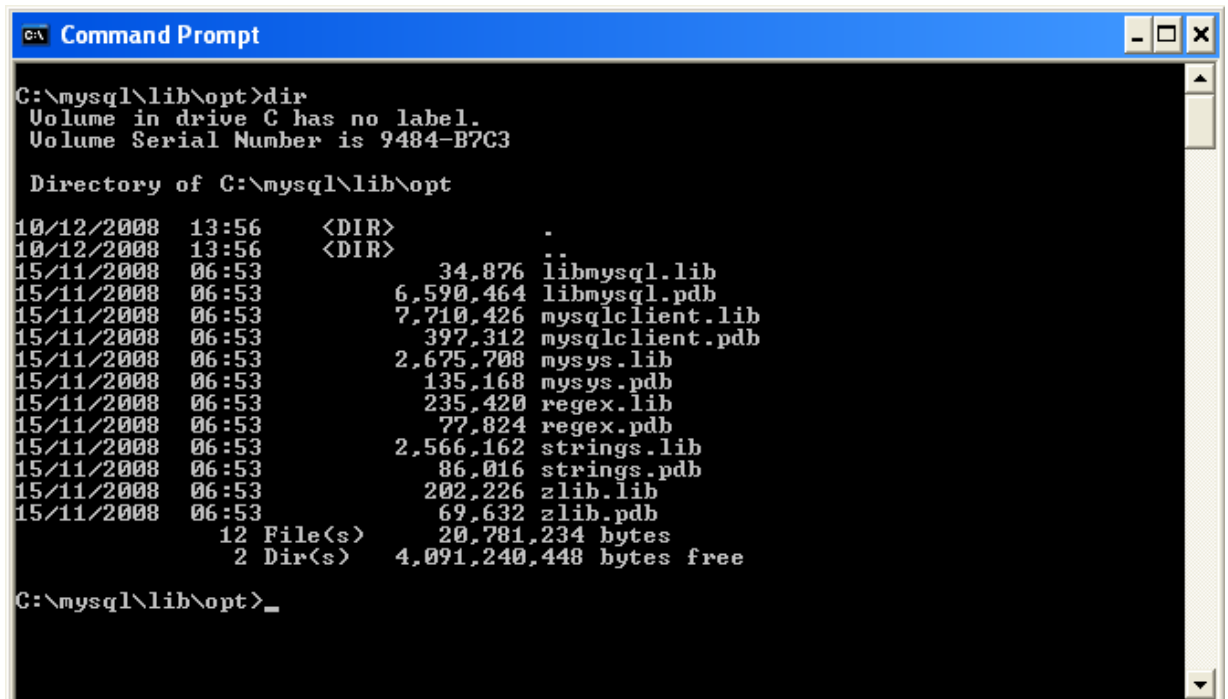 Command Prompt
C:\mysql\lib\opt>dir
Volume in drive C has no label.
Volume Serial Number is 9484-B7C3
Directory of C:\mysql\lib\opt
10/12/2008 13:56 <DIR> .
10/12/2008 13:56 <DIR> ..
15/11/2008 06:53 34,876 libmysql.lib
15/11/2008 06:53 6,590,464 libmysql.pdb
15/11/2008 06:53 7,710,426 mysqlclient.lib
15/11/2008 06:53 397,312 mysqlclient.pdb
15/11/2008 06:53 2,675,708 mysys.lib
15/11/2008 06:53 135,168 mysys.pdb
15/11/2008 06:53 235,420 regex.lib
15/11/2008 06:53 77,824 regex.pdb
15/11/2008 06:53 2,566,162 strings.lib
15/11/2008 06:53 86,016 strings.pdb
15/11/2008 06:53 202,226 zlib.lib
15/11/2008 06:53 69,632 zlib.pdb
12 File(s) 20,781,234 bytes
2 Dir(s) 4,091,240,448 bytes free
C:\mysql\lib\opt>_